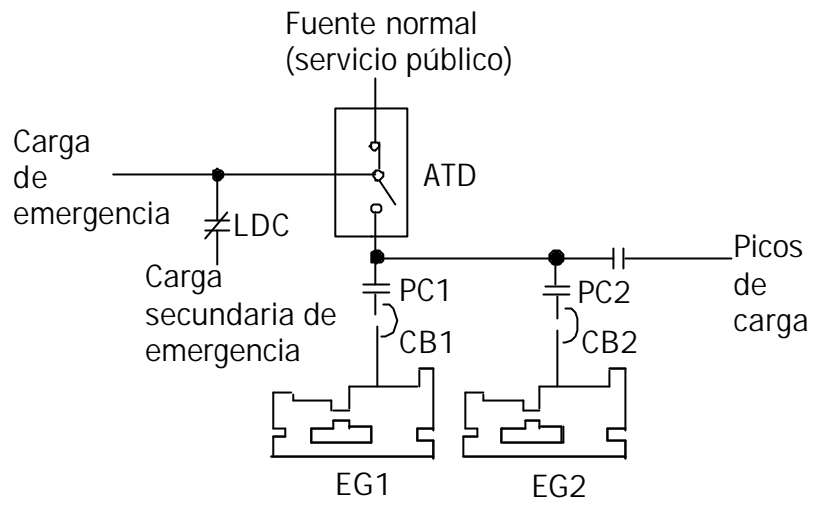 Fuente normal
(servicio público)
Carga
de
emergencia
ATD
LDC
Carga
secundaria de
emergencia
PC1
CB1
PC2
CB2
Picos
de
carga
EG1
EG2